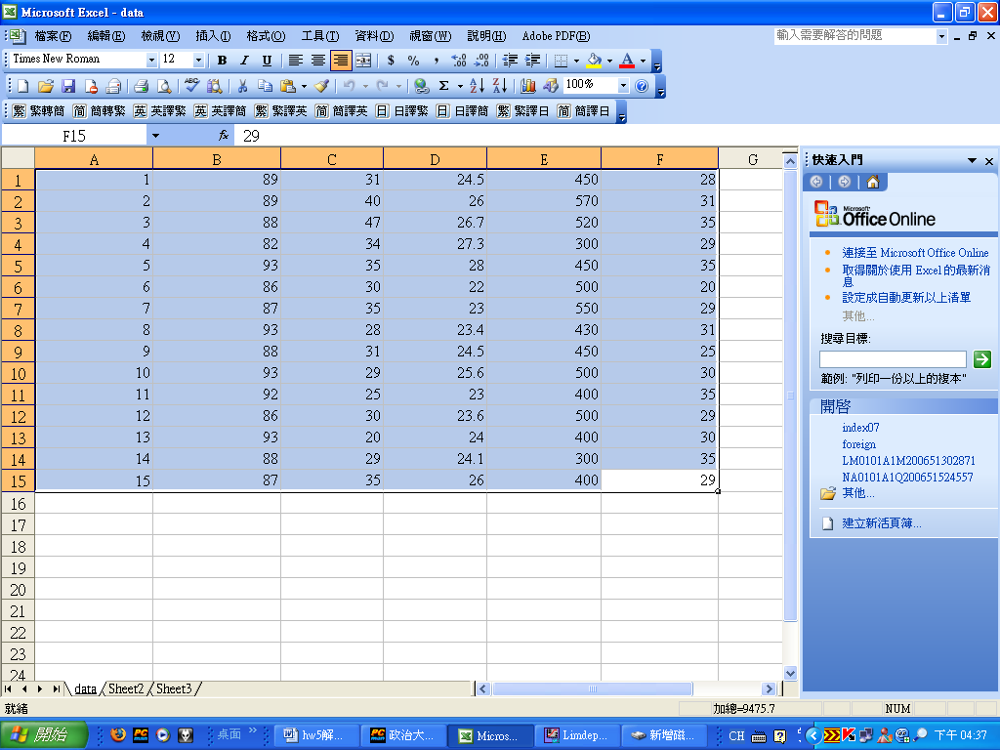 Microsoft Excel - data
檔案(F) 編輯(E) 檢視(V) 插入(I) 格式(O) 工具(T) 資料(D) 視窗(W) 說明(H) Adobe PDF(B) 輸入需要解答的問題
Times New Roman 12 B I U $ % , A
Σ 100%
繁 繁轉簡 简 簡轉繁 英 英譯繁 英 英譯簡 繁 繁譯英 简 簡譯英 日 日譯繁 日 日譯簡 繁 繁譯日 简 簡譯日
F15 fx 29
A B C D E F G
1 1 89 31 24.5 450 28
2 2 89 40 26 570 31
3 3 88 47 26.7 520 35
4 4 82 34 27.3 300 29
5 5 93 35 28 450 35
6 6 86 30 22 500 20
7 7 87 35 23 550 29
8 8 93 28 23.4 430 31
9 9 88 31 24.5 450 25
10 10 93 29 25.6 500 30
11 11 92 25 23 400 35
12 12 86 30 23.6 500 29
13 13 93 20 24 400 30
14 14 88 29 24.1 300 35
15 15 87 35 26 400 29
16
17
18
19
20
21
22
23
24
快速入門
Microsoft
Office Online
連接至 Microsoft Office Online
取得關於使用 Excel 的最新消
息
設定成自動更新以上清單
其他...
搜尋目標:
範例: "列印一份以上的複本"
開啓
index07
foreign
LM0101A1M200651302871
NA0101A1Q200651524557
其他...
建立新活頁簿...
data Sheet2 Sheet3
就緒 加總=9475.7 NUM
開始 桌面 » hw5解... 政治大... Micros... Limdep... 新增磁... CH 下午 04:37